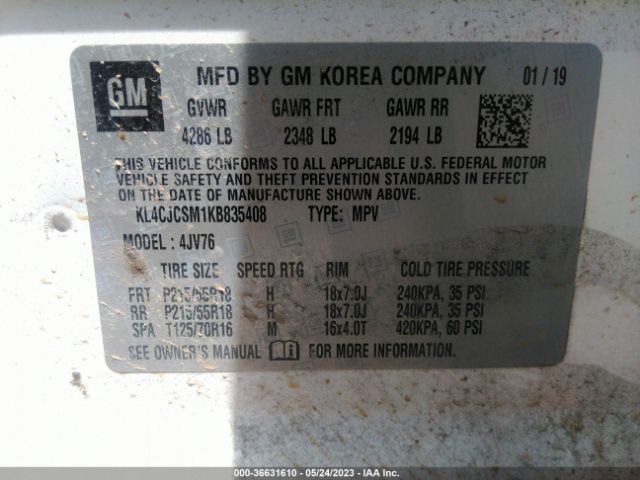 GM MFD BY GM KOREA COMPANY 01 / 19
GVWR GAWR FRT GAWR RR
4286 LB 2348 LB 2194 LB
THIS VEHICLE CONFORMS TO ALL APPLICABLE U.S. FEDERAL MOTOR
VEHICLE SAFETY AND THEFT PREVENTION STANDARDS IN EFFECT
ON THE DATE OF MANUFACTURE SHOWN ABOVE.
KL4CJCSM1KB835408 TYPE: MPV
MODEL : 4JV76
TIRE SIZE SPEED RTG RIM COLD TIRE PRESSURE
FRT P215/55R18 H 18x7.0J 240KPA, 35 PSI
RR P215/55R18 H 18x7.0J 240KPA, 35 PSI
SPA T125/70R16 M 16x4.0T 420KPA, 60 PSI
SEE OWNER'S MANUAL FOR MORE INFORMATION.
000-36631610 - 05/24/2023 - IAA Inc.